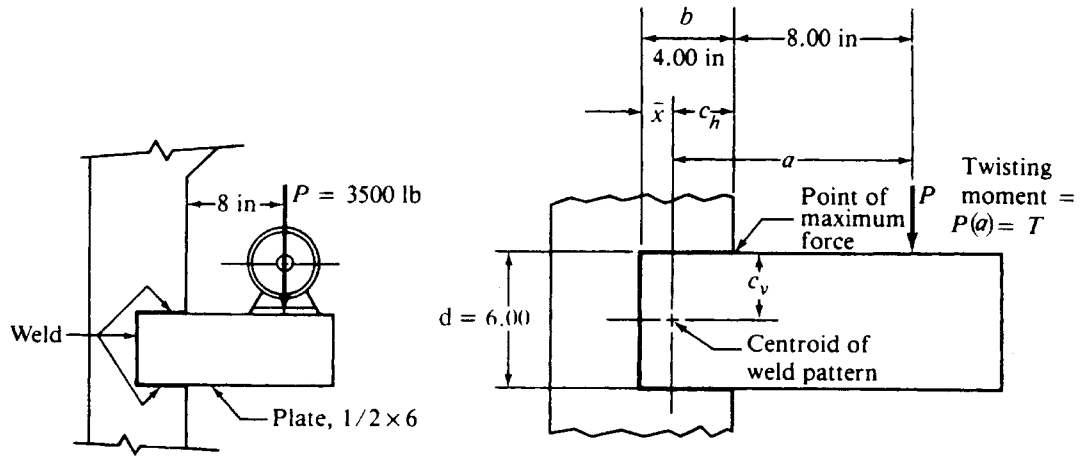 8 in
P = 3500 lb
Weld
Plate, 1/2 × 6
b
4.00 in
8.00 in
x̄
c_h
a
Point of
maximum
force
P
Twisting
moment =
P(a) = T
d = 6.00
c_v
Centroid of
weld pattern